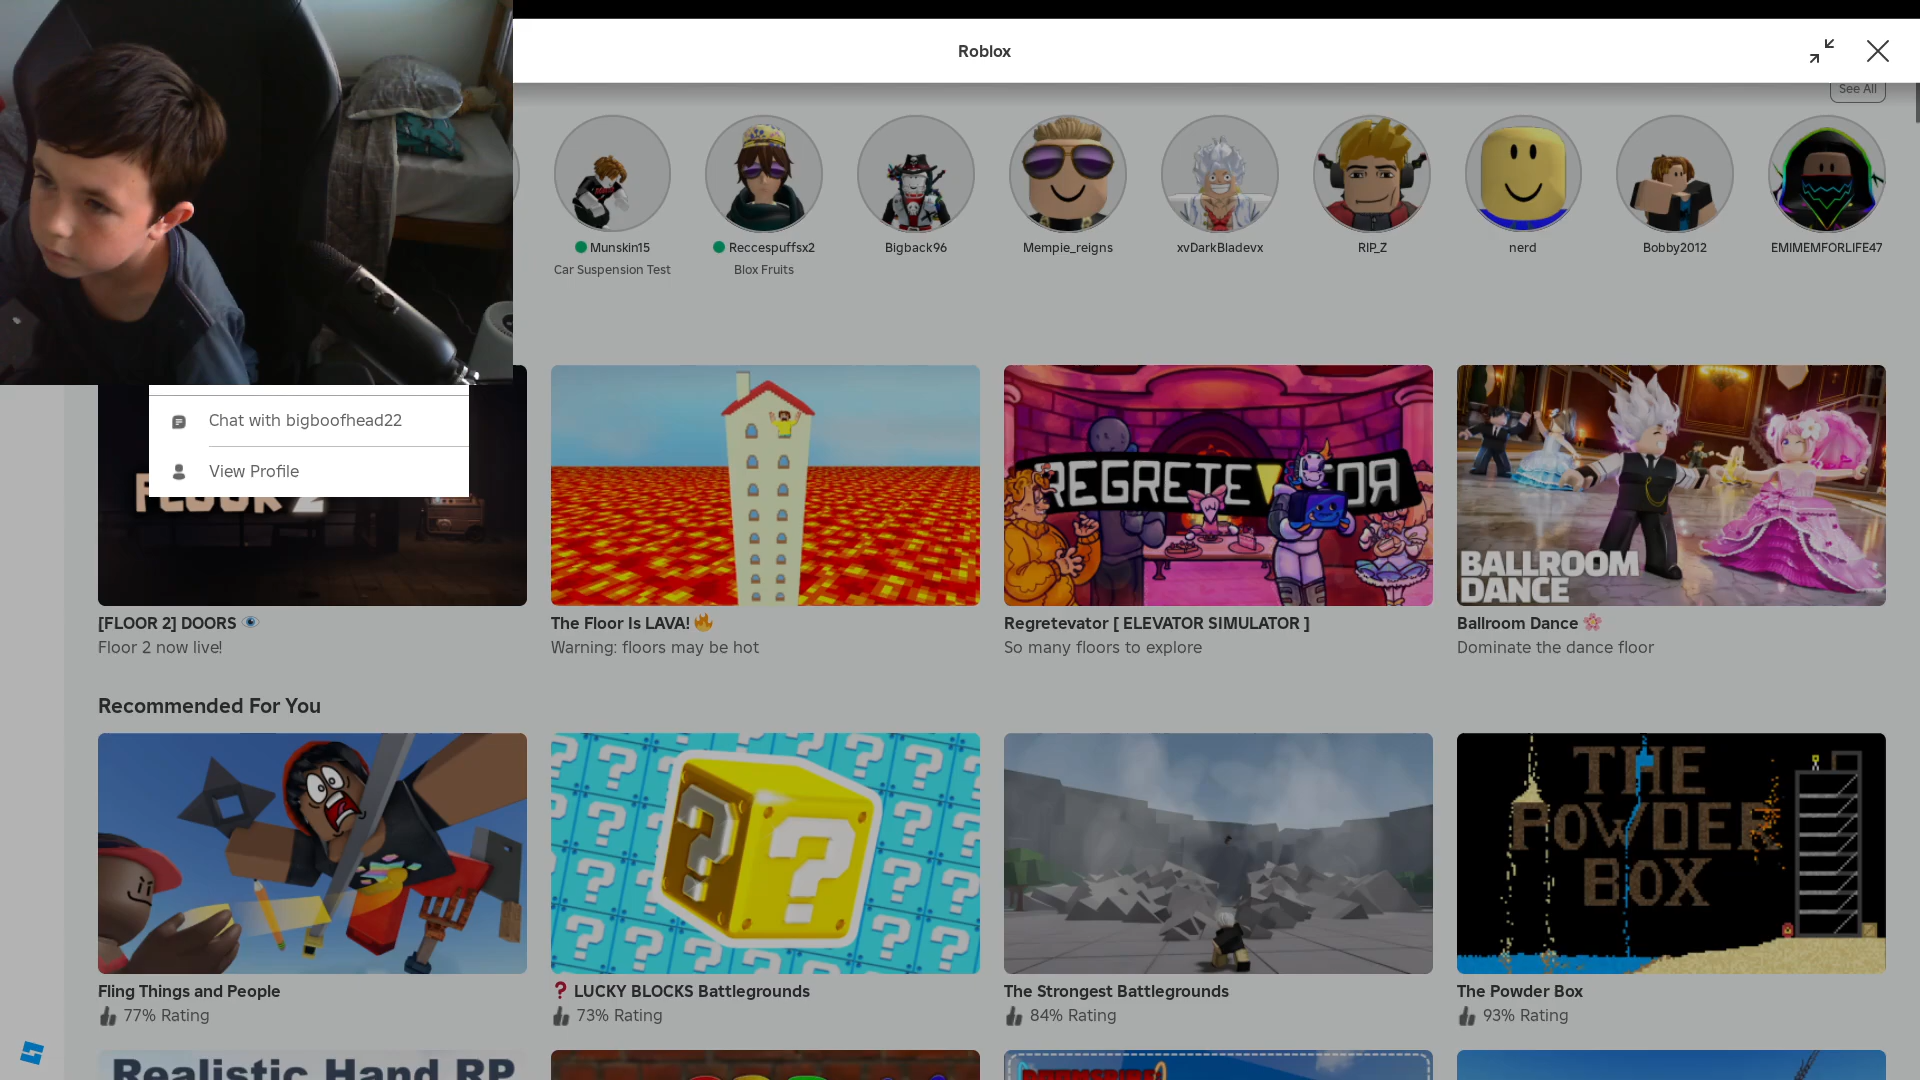 Roblox
See All
Munskin15
Reccespuffsx2
Bigback96
Mempie_reigns
xvDarkBladevx
RIP_Z
nerd
Bobby2012
EMIMEMFORLIFE47
Car Suspension Test
Blox Fruits
Chat with bigboofhead22
View Profile
FLOOR 2
REGRETEVATOR
BALLROOM
DANCE
[FLOOR 2] DOORS
The Floor Is LAVA!
Regretevator [ ELEVATOR SIMULATOR ]
Ballroom Dance
Floor 2 now live!
Warning: floors may be hot
So many floors to explore
Dominate the dance floor
Recommended For You
THE
POWDER
BOX
Fling Things and People
LUCKY BLOCKS Battlegrounds
The Strongest Battlegrounds
The Powder Box
77% Rating
73% Rating
84% Rating
93% Rating
Realistic Hand RP